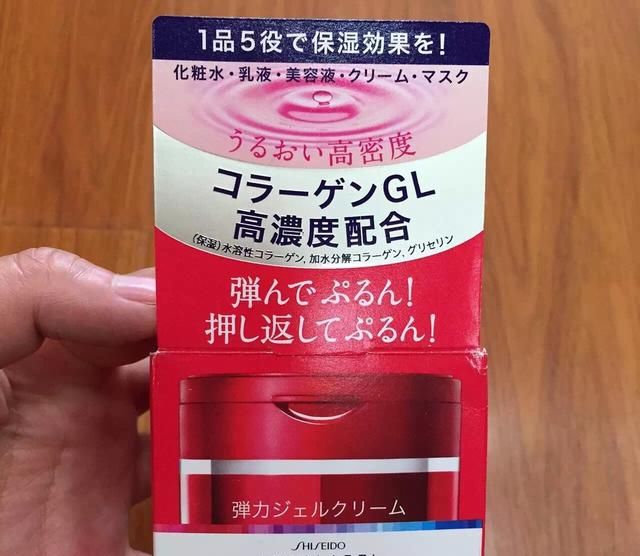 1品5役で保湿効果を!
化粧水・乳液・美容液・クリーム・マスク
うるおい高密度
コラーゲンGL
高濃度配合
(保湿)水溶性コラーゲン,加水分解コラーゲン,グリセリン
弾んで ぷるん!
押し返して ぷるん!
弾力ジェルクリーム
SHISEIDO